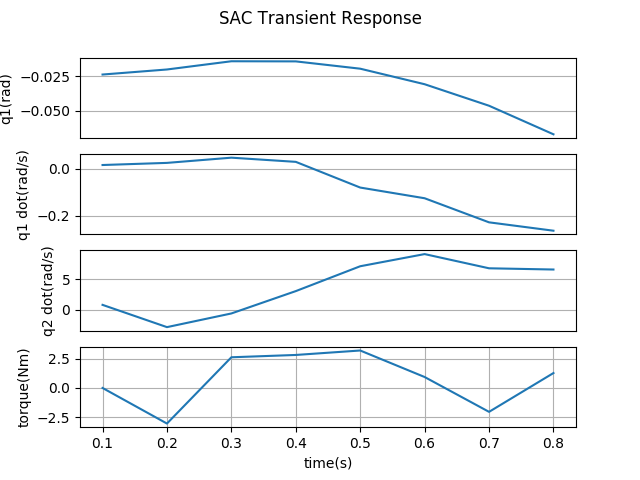 SAC Transient Response
q1(rad)
−0.025
−0.050
q1 dot(rad/s)
0.0
−0.2
q2 dot(rad/s)
5
0
torque(Nm)
2.5
0.0
−2.5
0.1 0.2 0.3 0.4 0.5 0.6 0.7 0.8
time(s)